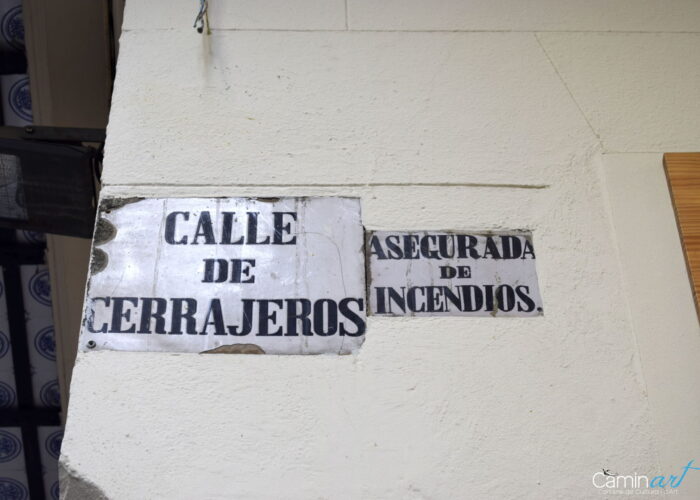 CALLE
DE
CERRAJEROS
ASEGURADA
DE
INCENDIOS.
Caminart